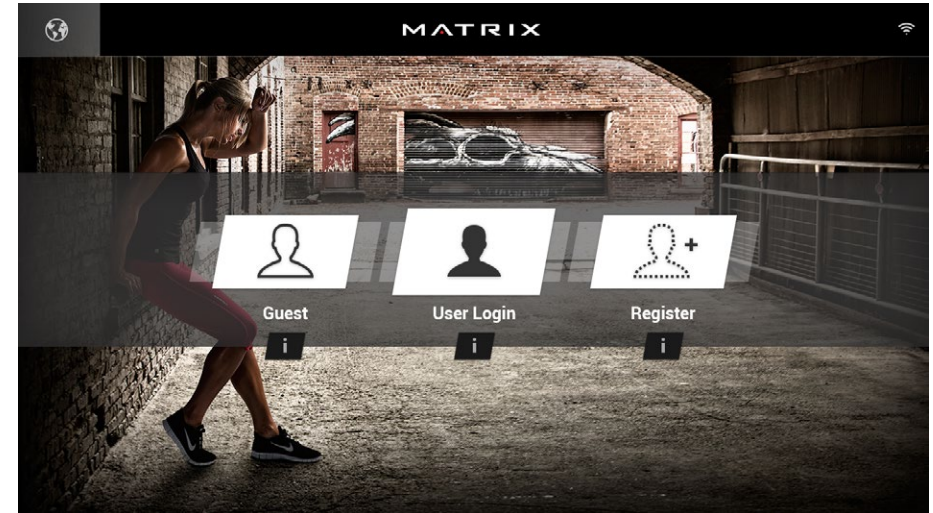 MATRIX
Guest
User Login
Register
i
i
i